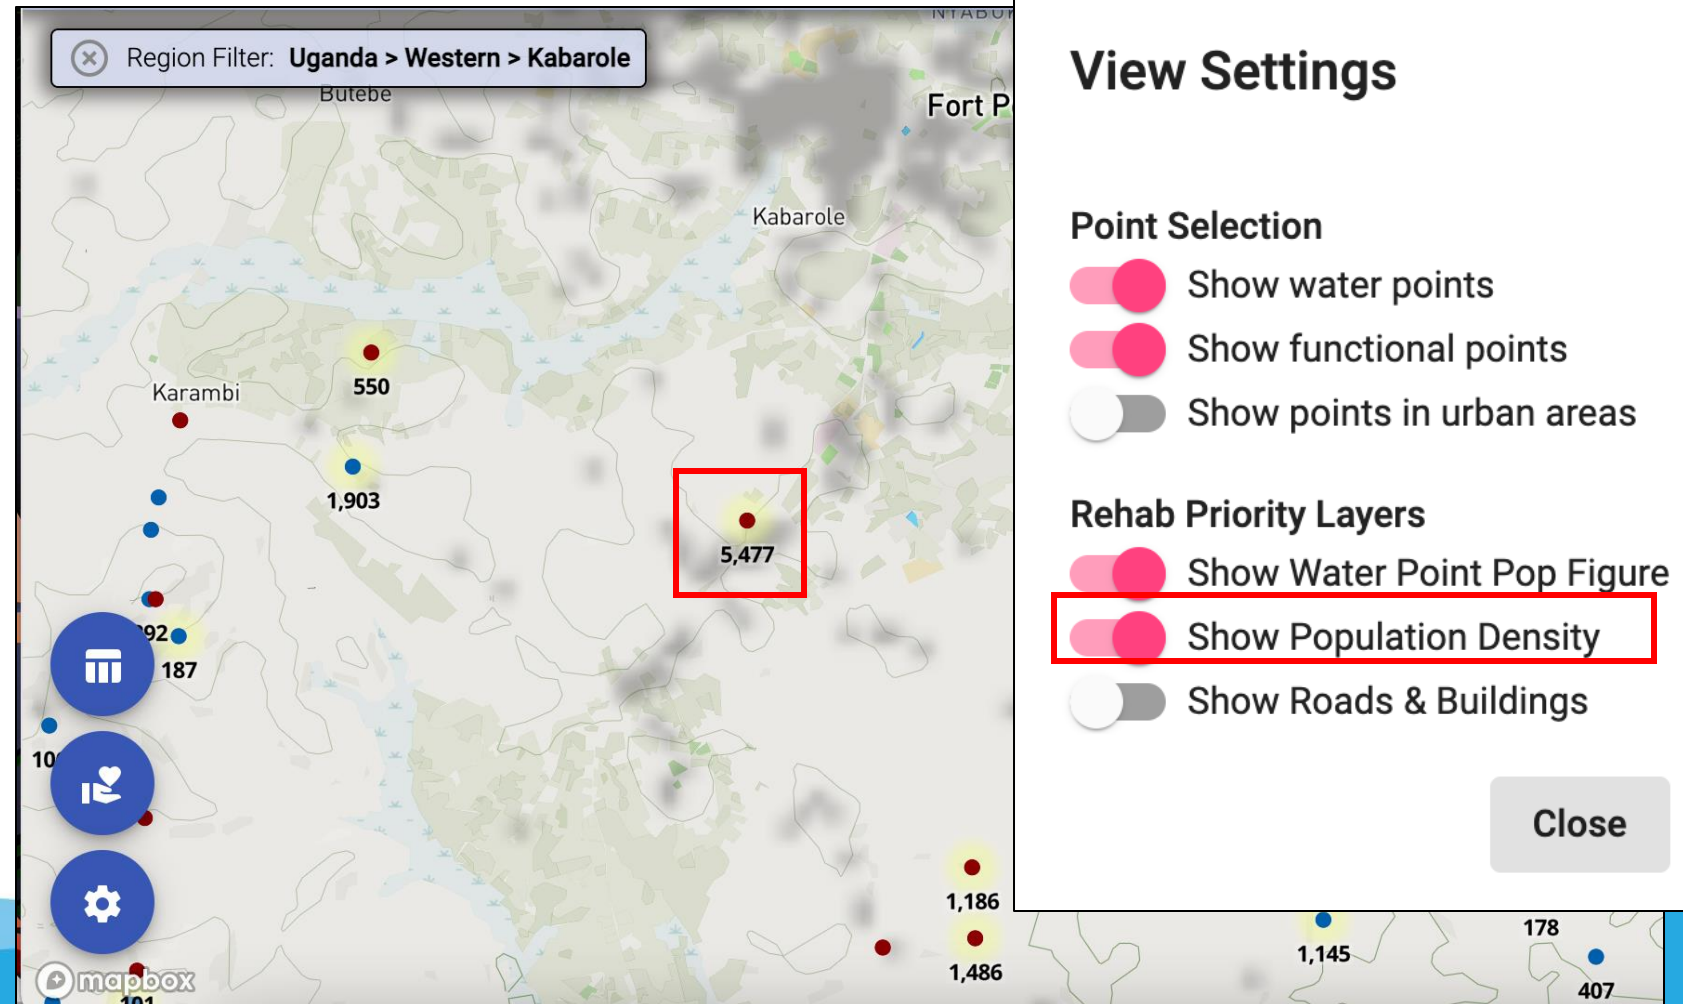 Region Filter: Uganda > Western > Kabarole
Butebe
Fort
Kabarole
Karambi
550
1,903
5,477
187
1,186
1,486
1,145
178
407
mapbox
View Settings
Point Selection
Show water points
Show functional points
Show points in urban areas
Rehab Priority Layers
Show Water Point Pop Figure
Show Population Density
Show Roads & Buildings
Close